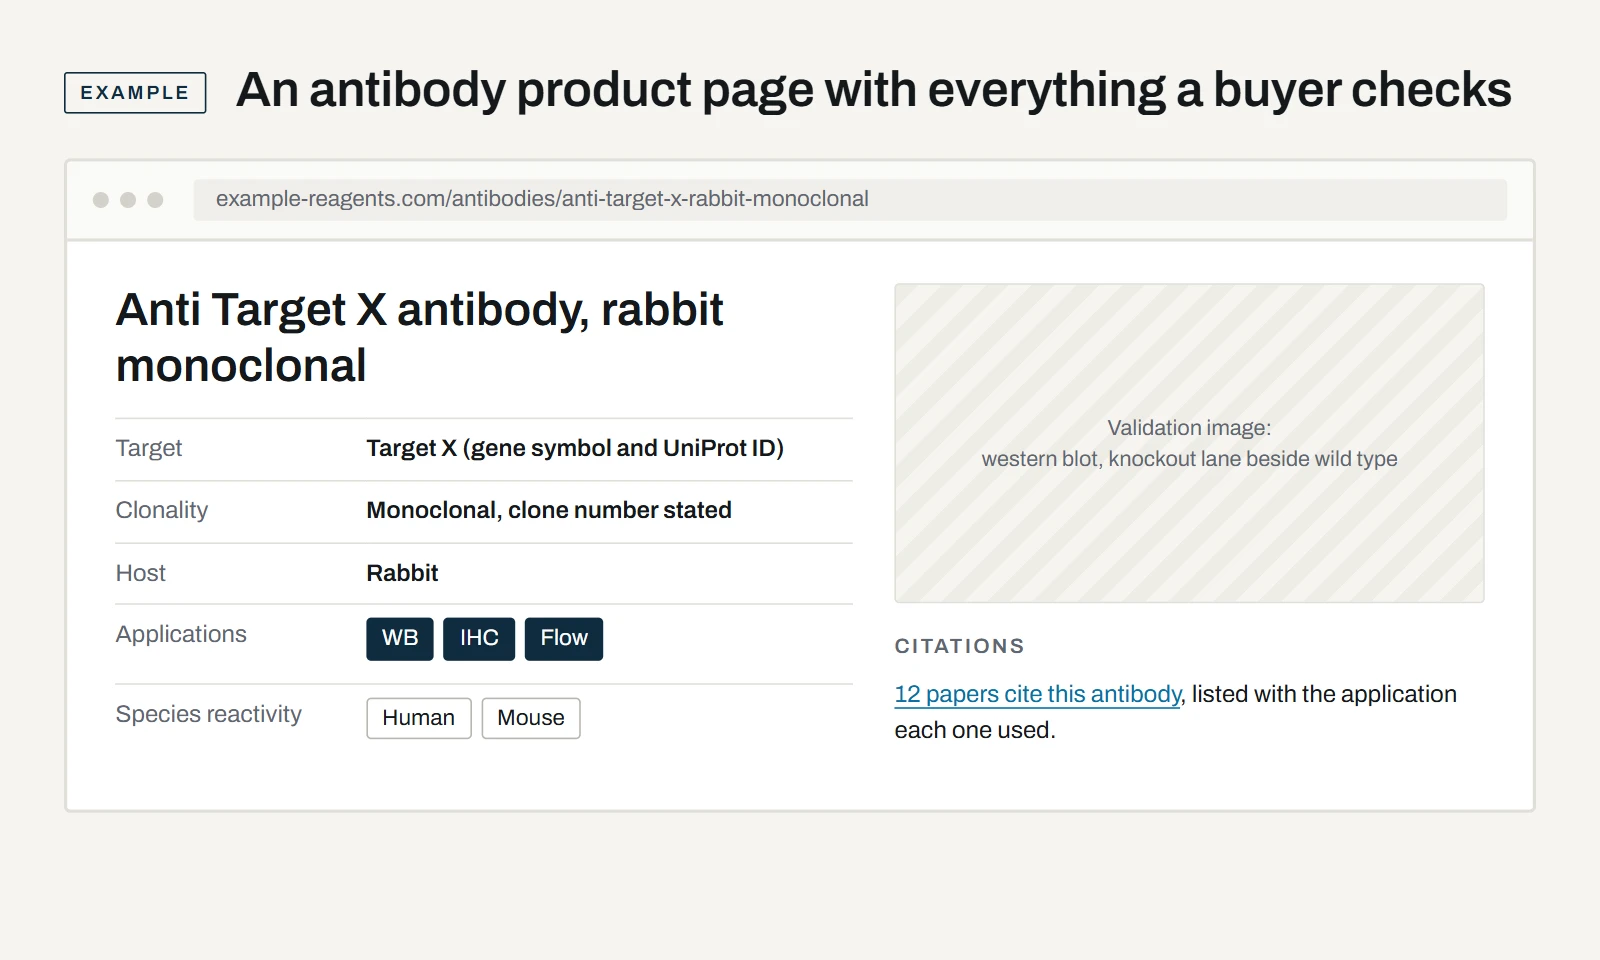 EXAMPLE
An antibody product page with everything a buyer checks
example-reagents.com/antibodies/anti-target-x-rabbit-monoclonal
Anti Target X antibody, rabbit
monoclonal
Target
Target X (gene symbol and UniProt ID)
Clonality
Monoclonal, clone number stated
Host
Rabbit
Applications
WB
IHC
Flow
Species reactivity
Human
Mouse
Validation image:
western blot, knockout lane beside wild type
CITATIONS
12 papers cite this antibody, listed with the application
each one used.